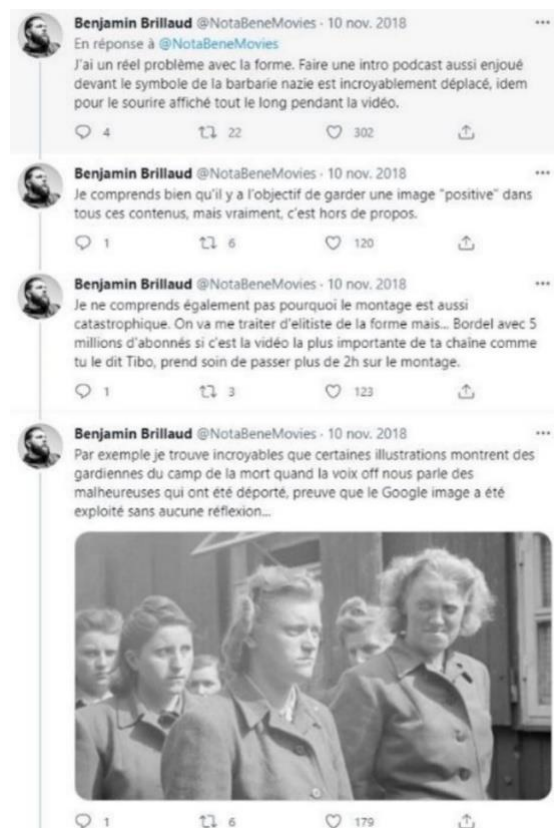 Benjamin Brillaud @NotaBeneMovies · 10 nov. 2018 ···
En réponse à @NotaBeneMovies
J'ai un réel problème avec la forme. Faire une intro podcast aussi enjoué
devant le symbole de la barbarie nazie est incroyablement déplacé, idem
pour le sourire affiché tout le long pendant la vidéo.
4 22 302
Benjamin Brillaud @NotaBeneMovies · 10 nov. 2018 ···
Je comprends bien qu'il y a l'objectif de garder une image "positive" dans
tous ces contenus, mais vraiment, c'est hors de propos.
1 6 120
Benjamin Brillaud @NotaBeneMovies · 10 nov. 2018 ···
Je ne comprends également pas pourquoi le montage est aussi
catastrophique. On va me traiter d'elitiste de la forme mais... Bordel avec 5
millions d'abonnés si c'est la vidéo la plus importante de ta chaîne comme
tu le dit Tibo, prend soin de passer plus de 2h sur le montage.
1 3 123
Benjamin Brillaud @NotaBeneMovies · 10 nov. 2018 ···
Par exemple je trouve incroyables que certaines illustrations montrent des
gardiennes du camp de la mort quand la voix off nous parle des
malheureuses qui ont été déporté, preuve que le Google image a été
exploité sans aucune réflexion...
1 6 179